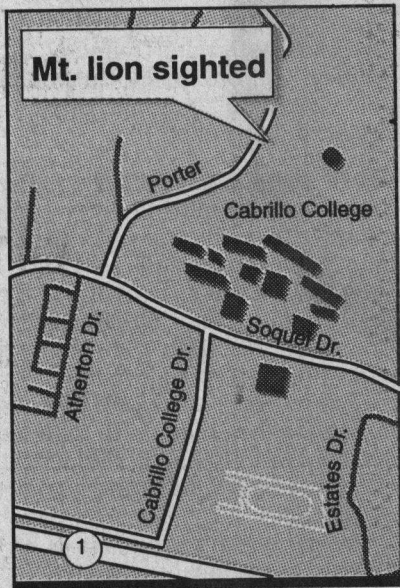 Mt. lion sighted
Porter
Cabrillo College
Soquel Dr.
Atherton Dr.
Cabrillo College Dr.
Estates Dr.
1